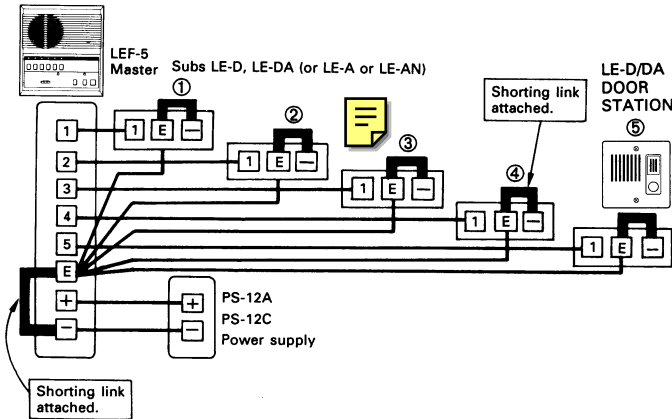 LEF-5
Master
Subs LE-D, LE-DA (or LE-A or LE-AN)
LE-D/DA
DOOR
STATION
⑤
Shorting link
attached.
①
②
③
④
1 1 E —
2 1 E —
3 1 E —
4 1 E —
5 1 E —
E
+ + PS-12A
PS-12C
— — Power supply
Shorting link
attached.